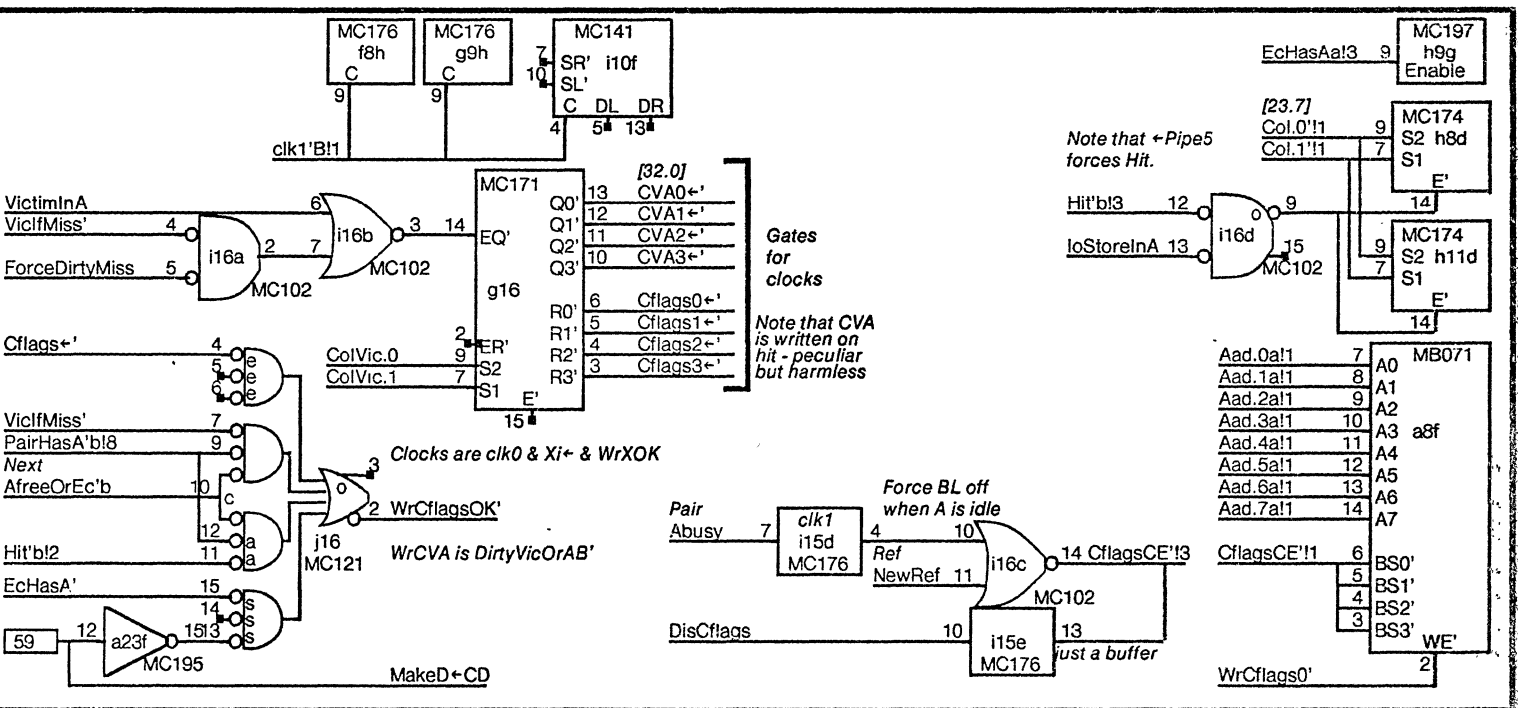 MC176
f8h
C
9
MC176
g9h
C
9
MC141
7 SR' i10f
10 SL'
C DL DR
4 5 13
clk1'B!1
EcHasAa!3 9
MC197
h9g
Enable
[23.7]
Col.0'!1 9
Col.1'!1 7
MC174
S2 h8d
S1
E'
14
Note that ←Pipe5
forces Hit.
Hit'b!3 12
IoStoreInA 13
i16d
o 9
15
MC102
MC174
9 S2 h11d
7 S1
E'
14
VictimInA 6
VicIfMiss' 4
ForceDirtyMiss 5
i16a
2 7
MC102
i16b
3 14
MC102
MC171
EQ'
g16
2 ER'
ColVic.0 9 S2
ColVic.1 7 S1
E'
15
[32.0]
Q0' 13 CVA0←'
Q1' 12 CVA1←'
Q2' 11 CVA2←'
Q3' 10 CVA3←'
R0' 6 Cflags0←'
R1' 5 Cflags1←'
R2' 4 Cflags2←'
R3' 3 Cflags3←'
Gates
for
clocks
Note that CVA
is written on
hit - peculiar
but harmless
Cflags←' 4 e
5 e
6 e
VicIfMiss' 7
PairHasA'b!8 9
Next
AfreeOrEc'b 10 c
12 a
Hit'b!2 11 a
EcHasA' 15 s
14 s
13 s
59 12 a23f 15
MC195
MakeD←CD
Clocks are clk0 & Xi← & WrXOK
o 3
2 WrCflagsOK'
j16
MC121
WrCVA is DirtyVicOrAB'
Pair
Abusy 7
clk1
i15d
MC176
4
Ref
NewRef 11
Force BL off
when A is idle
10
i16c
14 CflagsCE'!3
MC102
DisCflags 10
i15e
MC176
13
just a buffer
MB071
a8f
Aad.0a!1 7 A0
Aad.1a!1 8 A1
Aad.2a!1 9 A2
Aad.3a!1 10 A3
Aad.4a!1 11 A4
Aad.5a!1 12 A5
Aad.6a!1 13 A6
Aad.7a!1 14 A7
CflagsCE'!1 6 BS0'
5 BS1'
4 BS2'
3 BS3'
WE'
2
WrCflags0'